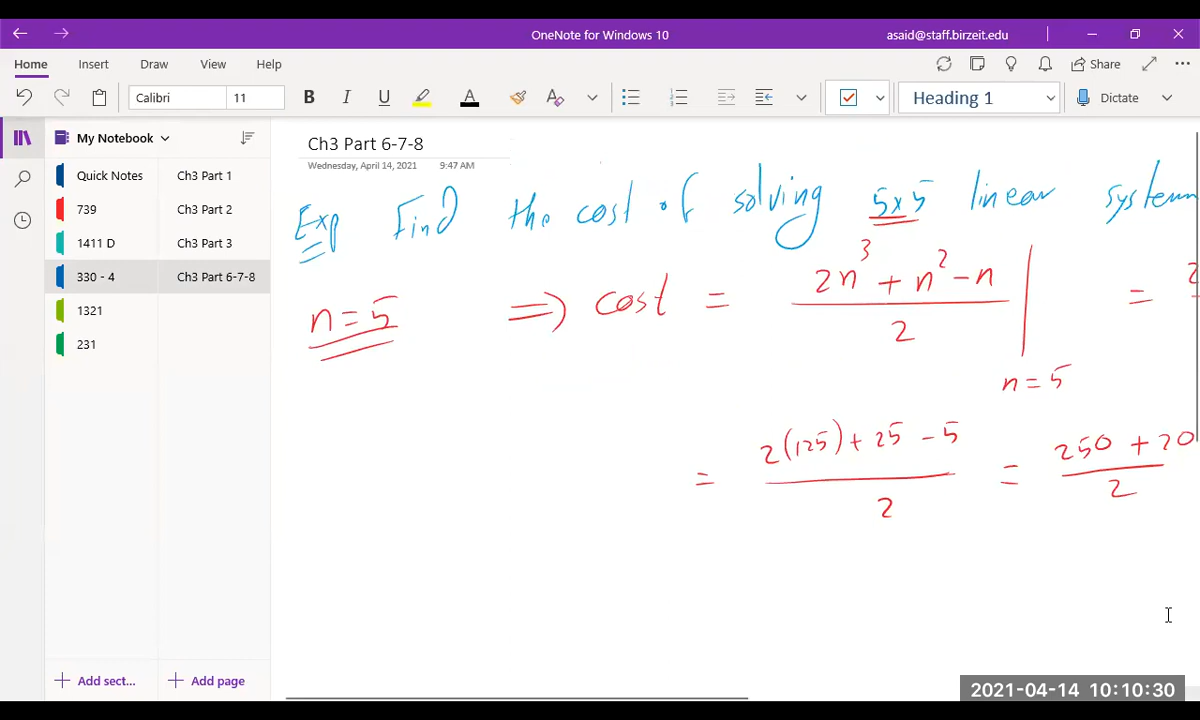 OneNote for Windows 10
asaid@staff.birzeit.edu
Home Insert Draw View Help
Share
Calibri 11 B I U A Heading 1 Dictate
My Notebook
Quick Notes
739
1411 D
330 - 4
1321
231
Ch3 Part 1
Ch3 Part 2
Ch3 Part 3
Ch3 Part 6-7-8
Add sect...
Add page
Ch3 Part 6-7-8
Wednesday, April 14, 2021 9:47 AM
Exp Find the cost of solving 5x5 linear system
n = 5 ⇒ cost = (2n³ + n² - n) / 2 | n = 5 = 2
= (2(125) + 25 - 5) / 2 = (250 + 20) / 2
2021-04-14 10:10:30